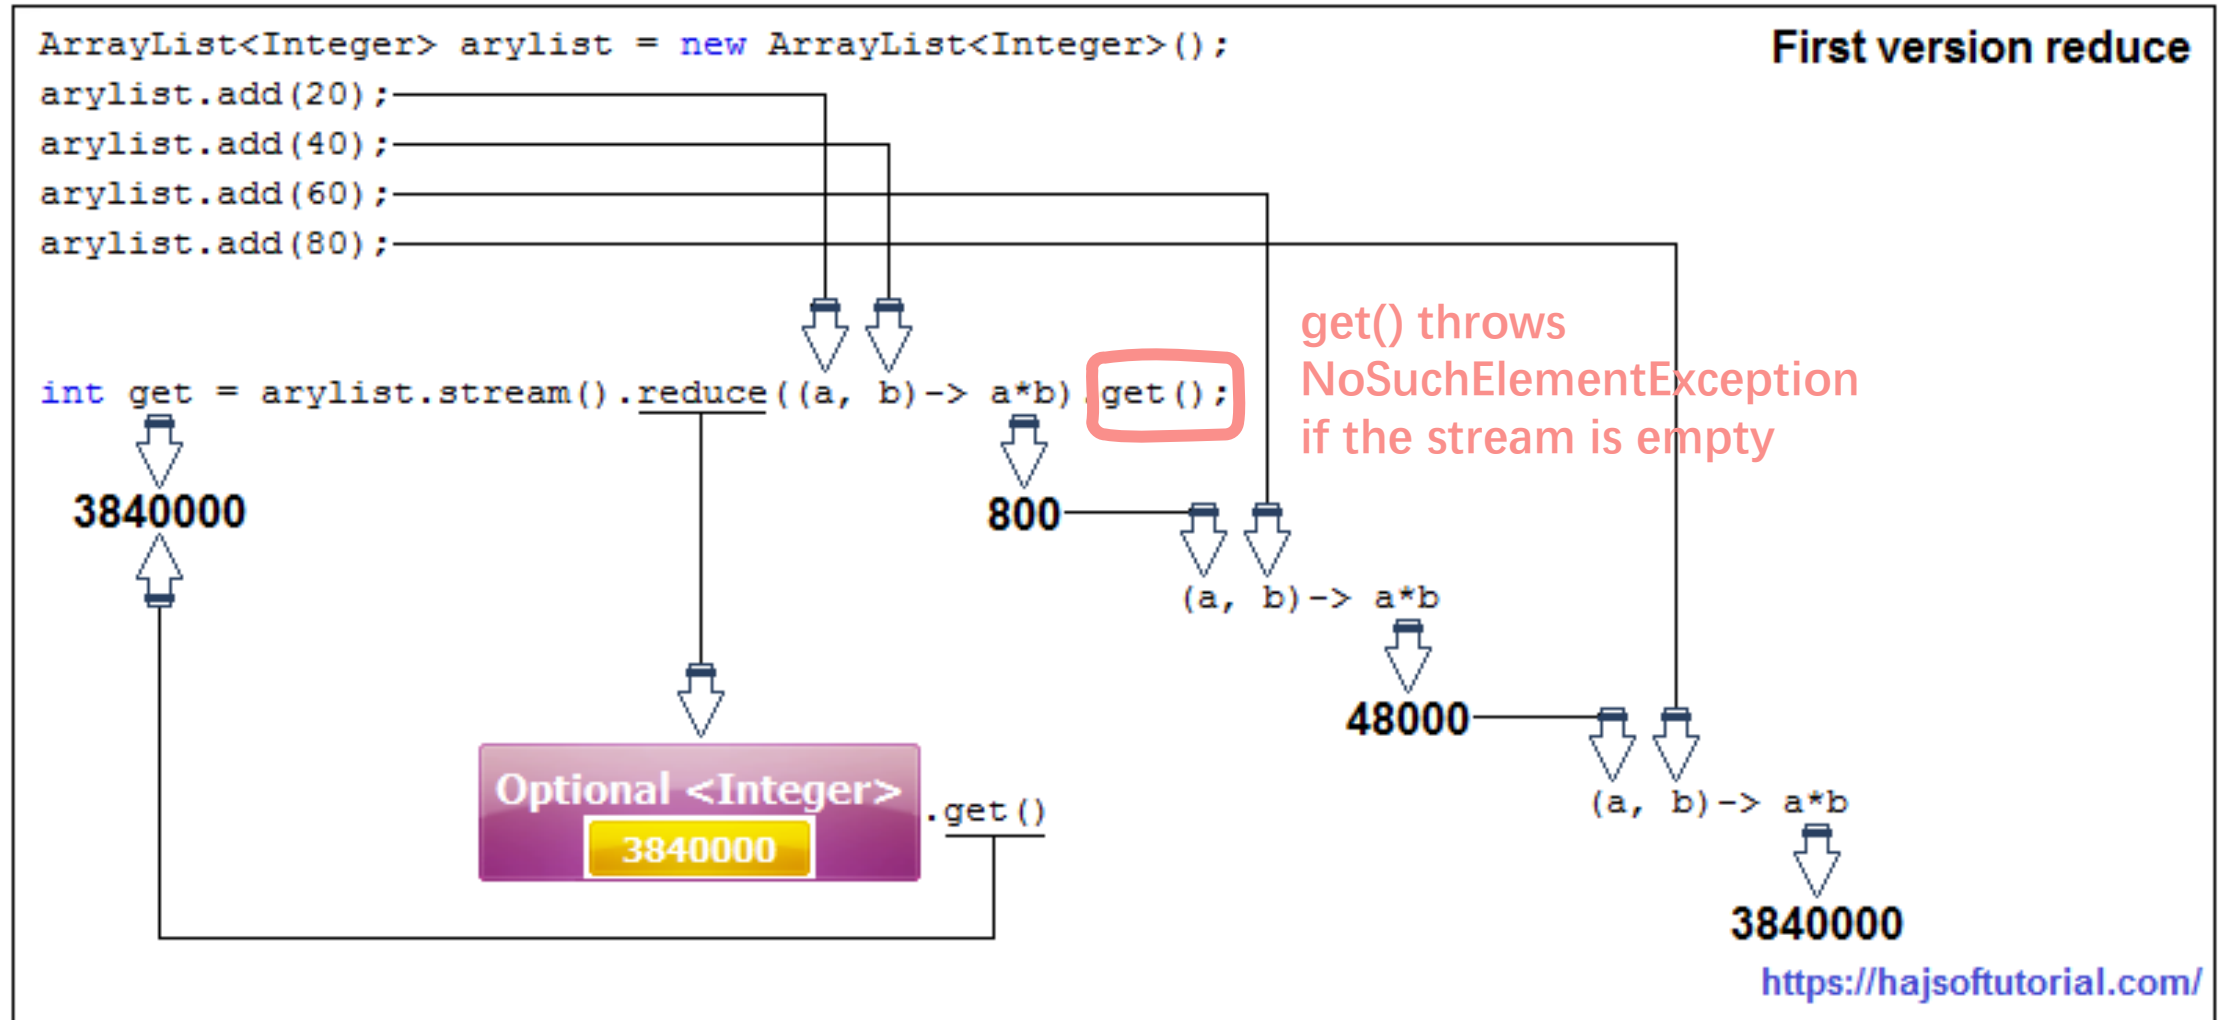 ArrayList<Integer> arylist = new ArrayList<Integer>();
First version reduce
arylist.add(20);
arylist.add(40);
arylist.add(60);
arylist.add(80);
get() throws
NoSuchElementException
if the stream is empty
int get = arylist.stream().reduce((a, b)-> a*b).get();
3840000
800
(a, b)-> a*b
48000
Optional <Integer>
3840000
.get()
(a, b)-> a*b
3840000
https://hajsoftutorial.com/